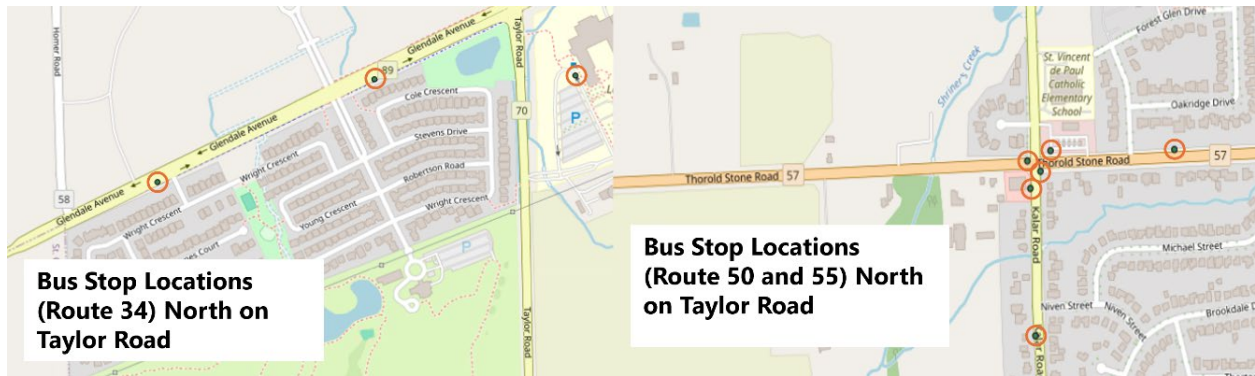 Homer Road
58
Glendale Avenue
Glendale Avenue
Glendale Avenue
89
Taylor Road
70
Taylor Road
Cole Crescent
Stevens Drive
Robertson Road
Wright Crescent
Wright Crescent
Wright Crescent
Young Crescent
P
P
Bus Stop Locations
(Route 34) North on
Taylor Road
Shriner's Creek
St. Vincent
de Paul
Catholic
Elementary
School
Forest Glen Drive
Oakridge Drive
Thorold Stone Road
57
Thorold Stone Road
57
Kalar Road
Michael Street
Niven Street
Niven Street
Bus Stop Locations
(Route 50 and 55) North
on Taylor Road